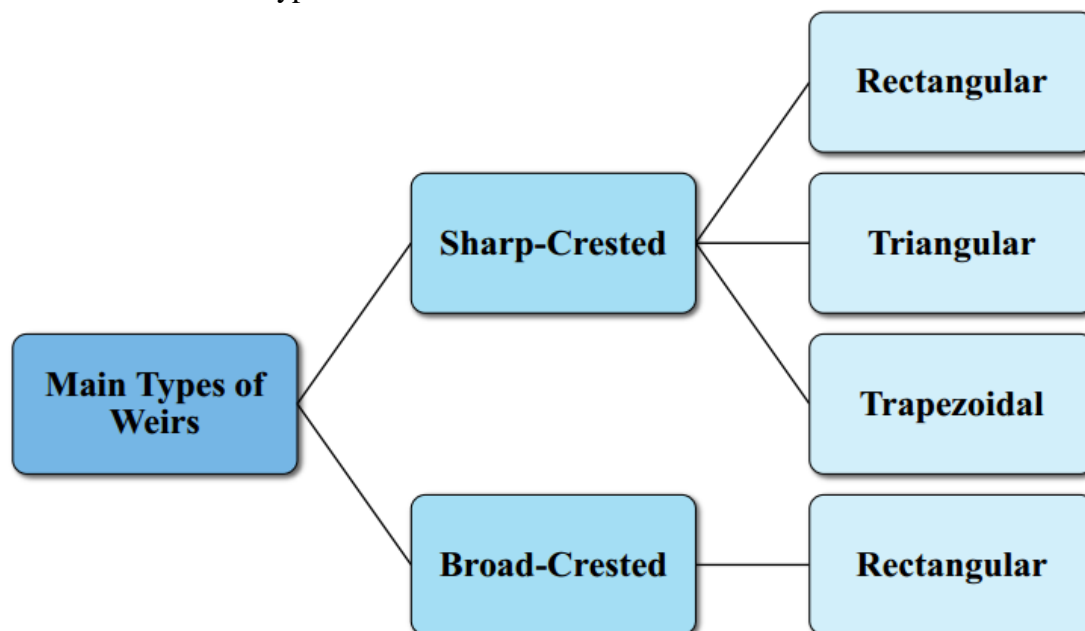 Rectangular
Sharp-Crested
Triangular
Main Types of
Weirs
Trapezoidal
Broad-Crested
Rectangular